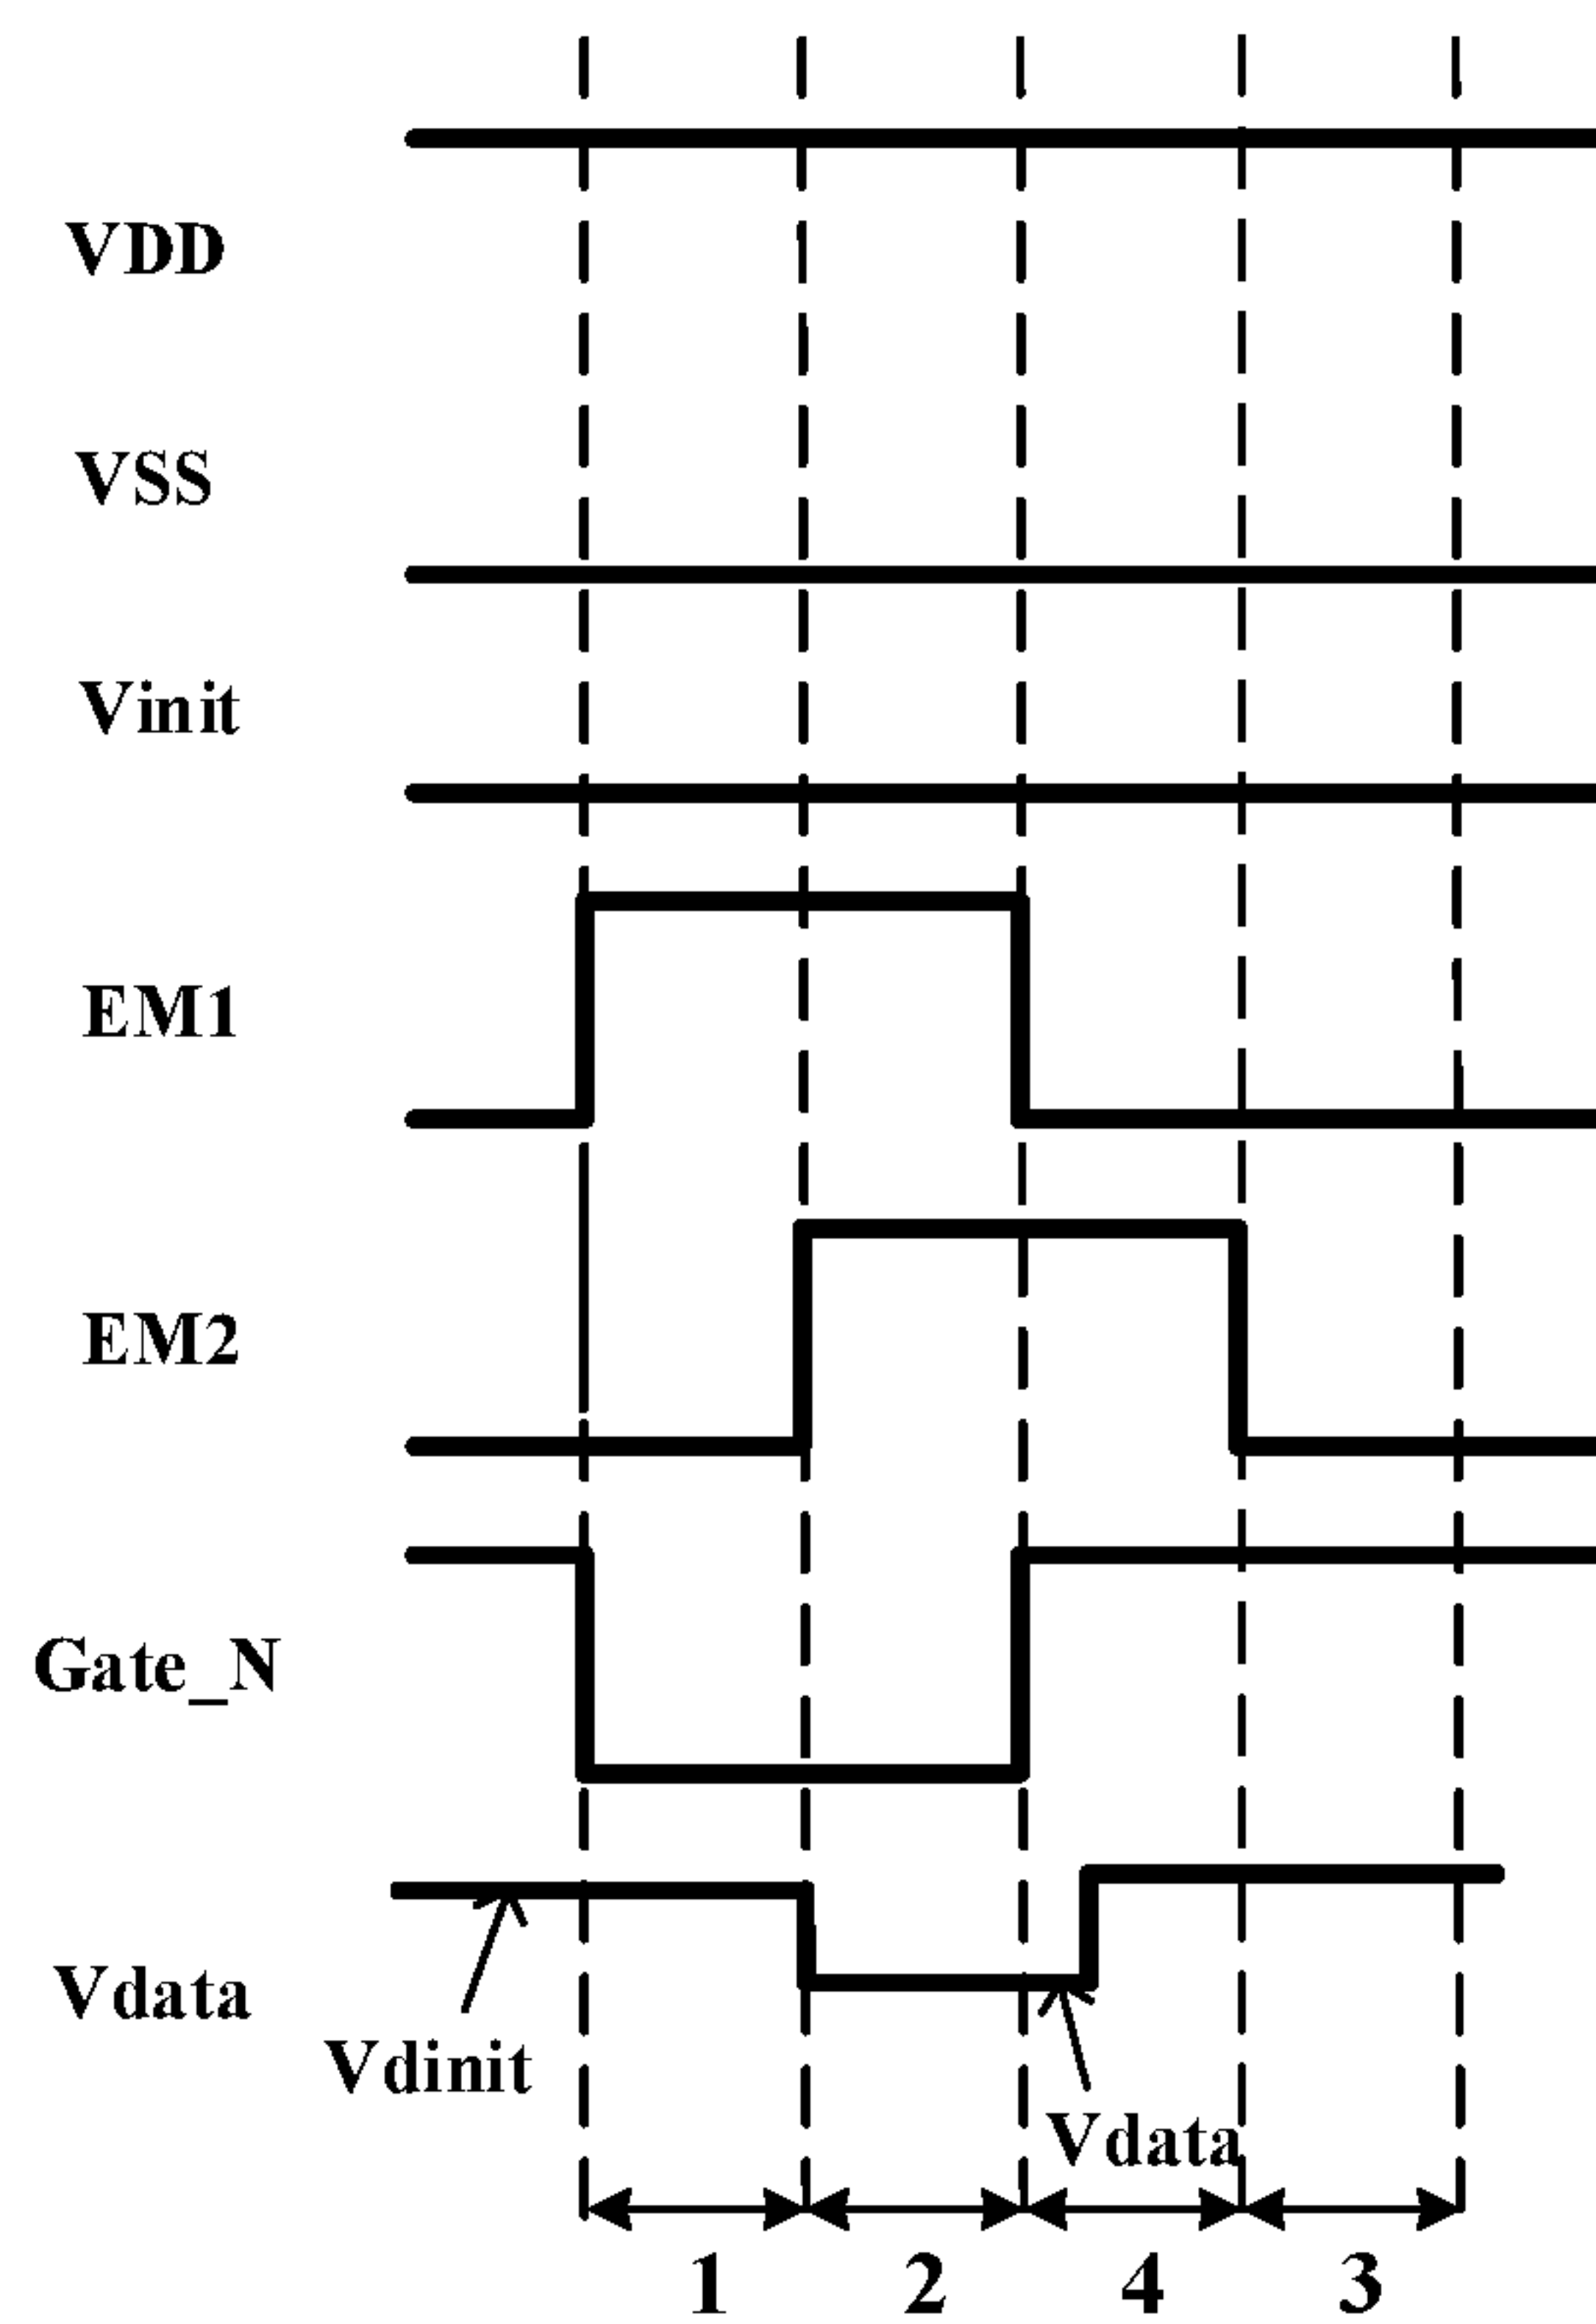 VDD
VSS
Vinit
EM1
EM2
Gate_N
Vdata
Vdinit
Vdata
1 2 4 3